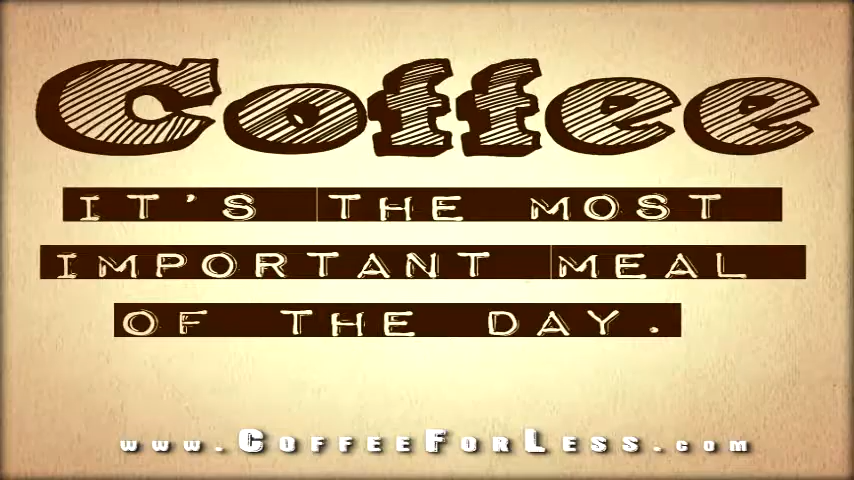 Coffee
IT'S THE MOST
IMPORTANT MEAL
OF THE DAY.
www.CoffeeForLess.com